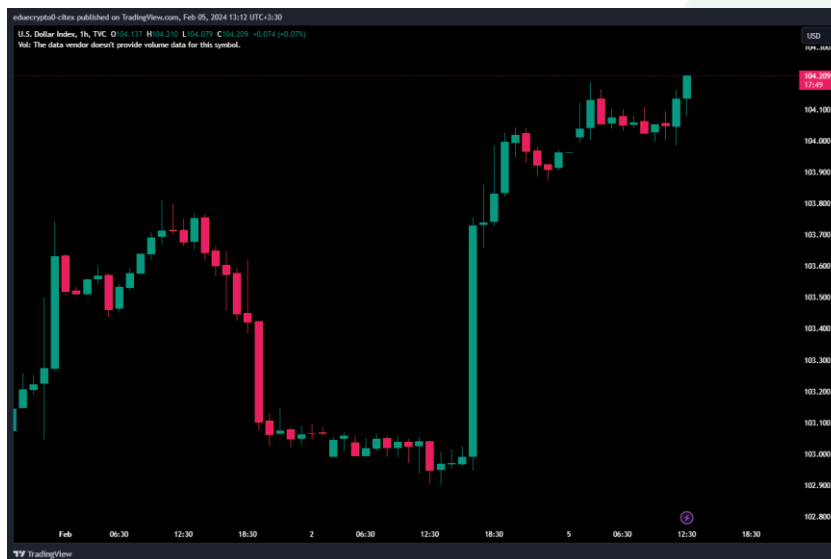 eduecrypto0-citex published on TradingView.com, Feb 05, 2024 13:12 UTC+3:30
U.S. Dollar Index, 1h, TVC O104.137 H104.210 L104.079 C104.209 +0.074 (+0.07%)
Vol: The data vendor doesn't provide volume data for this symbol.
USD
104.300
104.209
17:49
104.100
104.000
103.900
103.800
103.700
103.600
103.500
103.400
103.300
103.200
103.100
103.000
102.900
102.800
Feb 06:30 12:30 18:30 2 06:30 12:30 18:30 5 06:30 12:30 18:30
TradingView